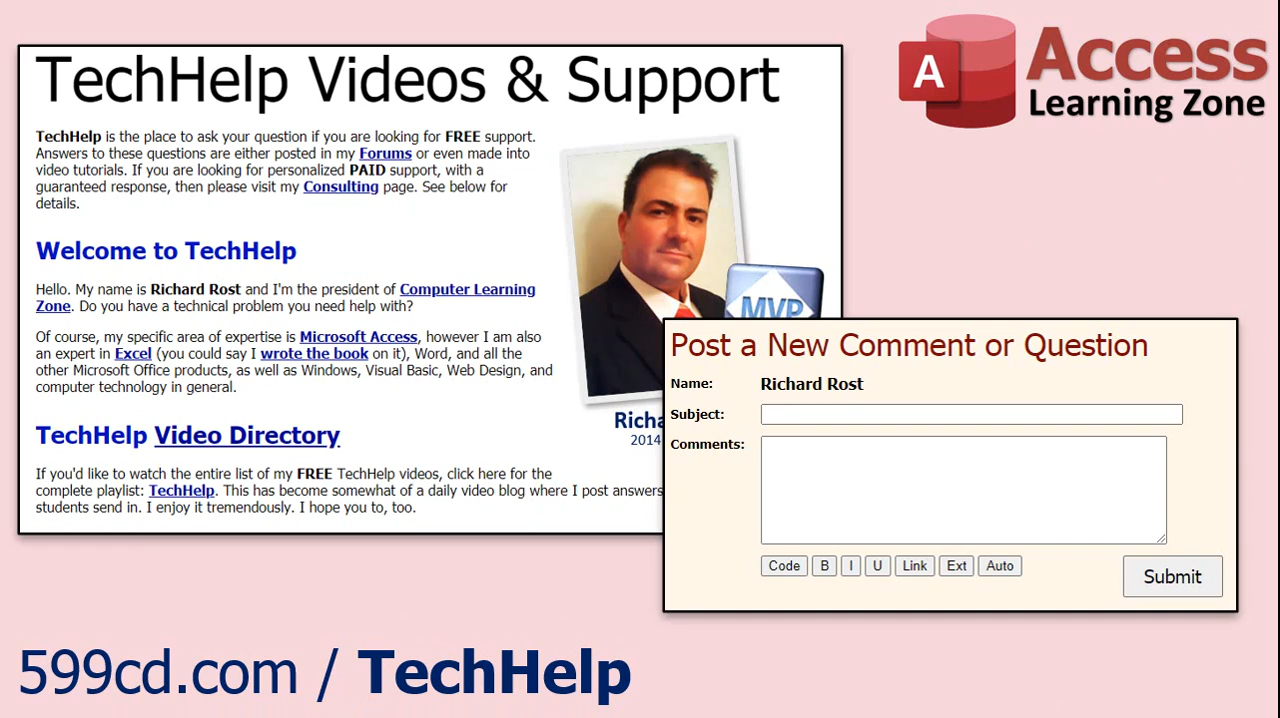 TechHelp Videos & Support
TechHelp is the place to ask your question if you are looking for FREE support.
Answers to these questions are either posted in my Forums or even made into
video tutorials. If you are looking for personalized PAID support, with a
guaranteed response, then please visit my Consulting page. See below for
details.
Welcome to TechHelp
Hello. My name is Richard Rost and I'm the president of Computer Learning
Zone. Do you have a technical problem you need help with?
Of course, my specific area of expertise is Microsoft Access, however I am also
an expert in Excel (you could say I wrote the book on it), Word, and all the
other Microsoft Office products, as well as Windows, Visual Basic, Web Design, and
computer technology in general.
TechHelp Video Directory
If you'd like to watch the entire list of my FREE TechHelp videos, click here for the
complete playlist: TechHelp. This has become somewhat of a daily video blog where I post answers
students send in. I enjoy it tremendously. I hope you to, too.
MVP
Richa
2014
A
Access
Learning Zone
Post a New Comment or Question
Name: Richard Rost
Subject:
Comments:
Code B I U Link Ext Auto
Submit
599cd.com / TechHelp